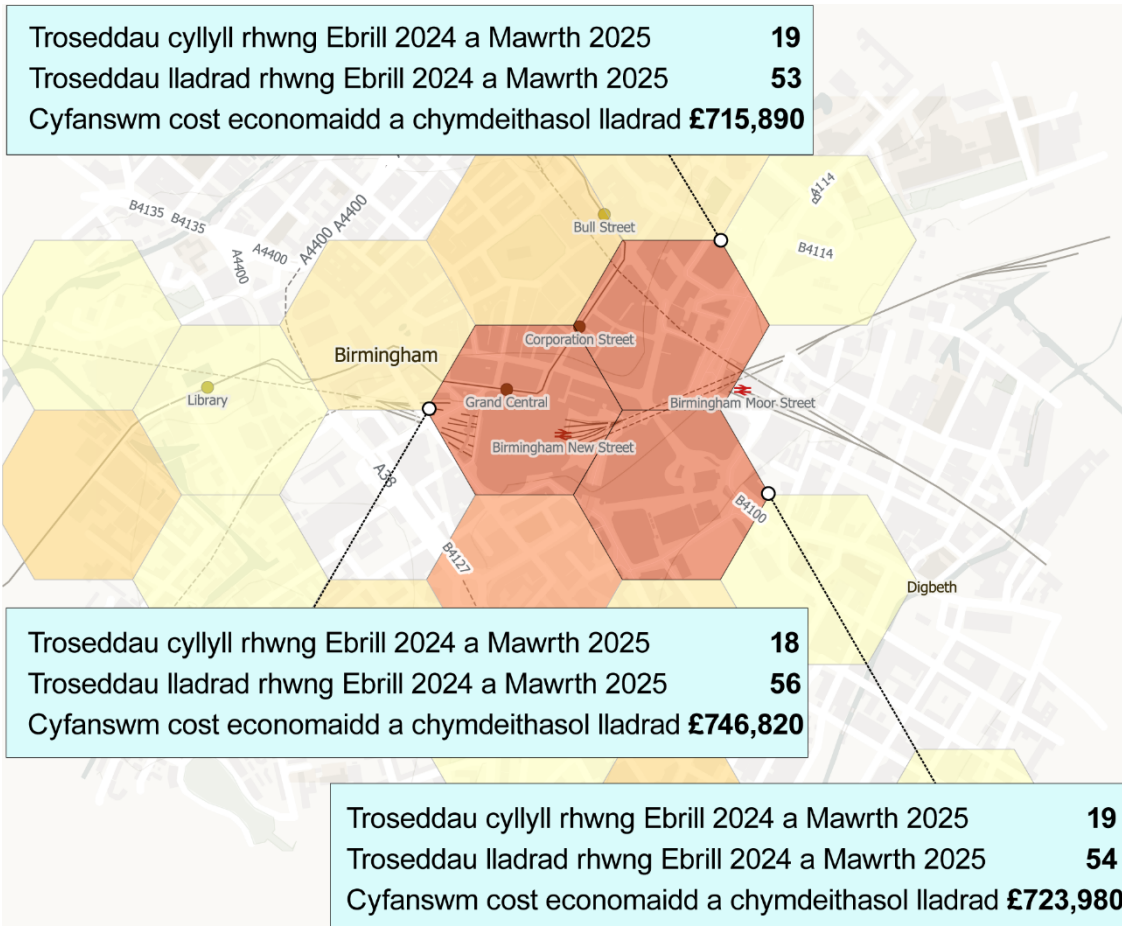 Troseddau cyllyll rhwng Ebrill 2024 a Mawrth 2025 19
Troseddau lladrad rhwng Ebrill 2024 a Mawrth 2025 53
Cyfanswm cost economaidd a chymdeithasol lladrad £715,890
B4135 B4135
A4400 A4400
A4400
A4400
Bull Street
A114
B4114
Corporation Street
Birmingham
Library
Grand Central
Birmingham Moor Street
Birmingham New Street
A38
B4100
B4127
Digbeth
Troseddau cyllyll rhwng Ebrill 2024 a Mawrth 2025 18
Troseddau lladrad rhwng Ebrill 2024 a Mawrth 2025 56
Cyfanswm cost economaidd a chymdeithasol lladrad £746,820
Troseddau cyllyll rhwng Ebrill 2024 a Mawrth 2025 19
Troseddau lladrad rhwng Ebrill 2024 a Mawrth 2025 54
Cyfanswm cost economaidd a chymdeithasol lladrad £723,980